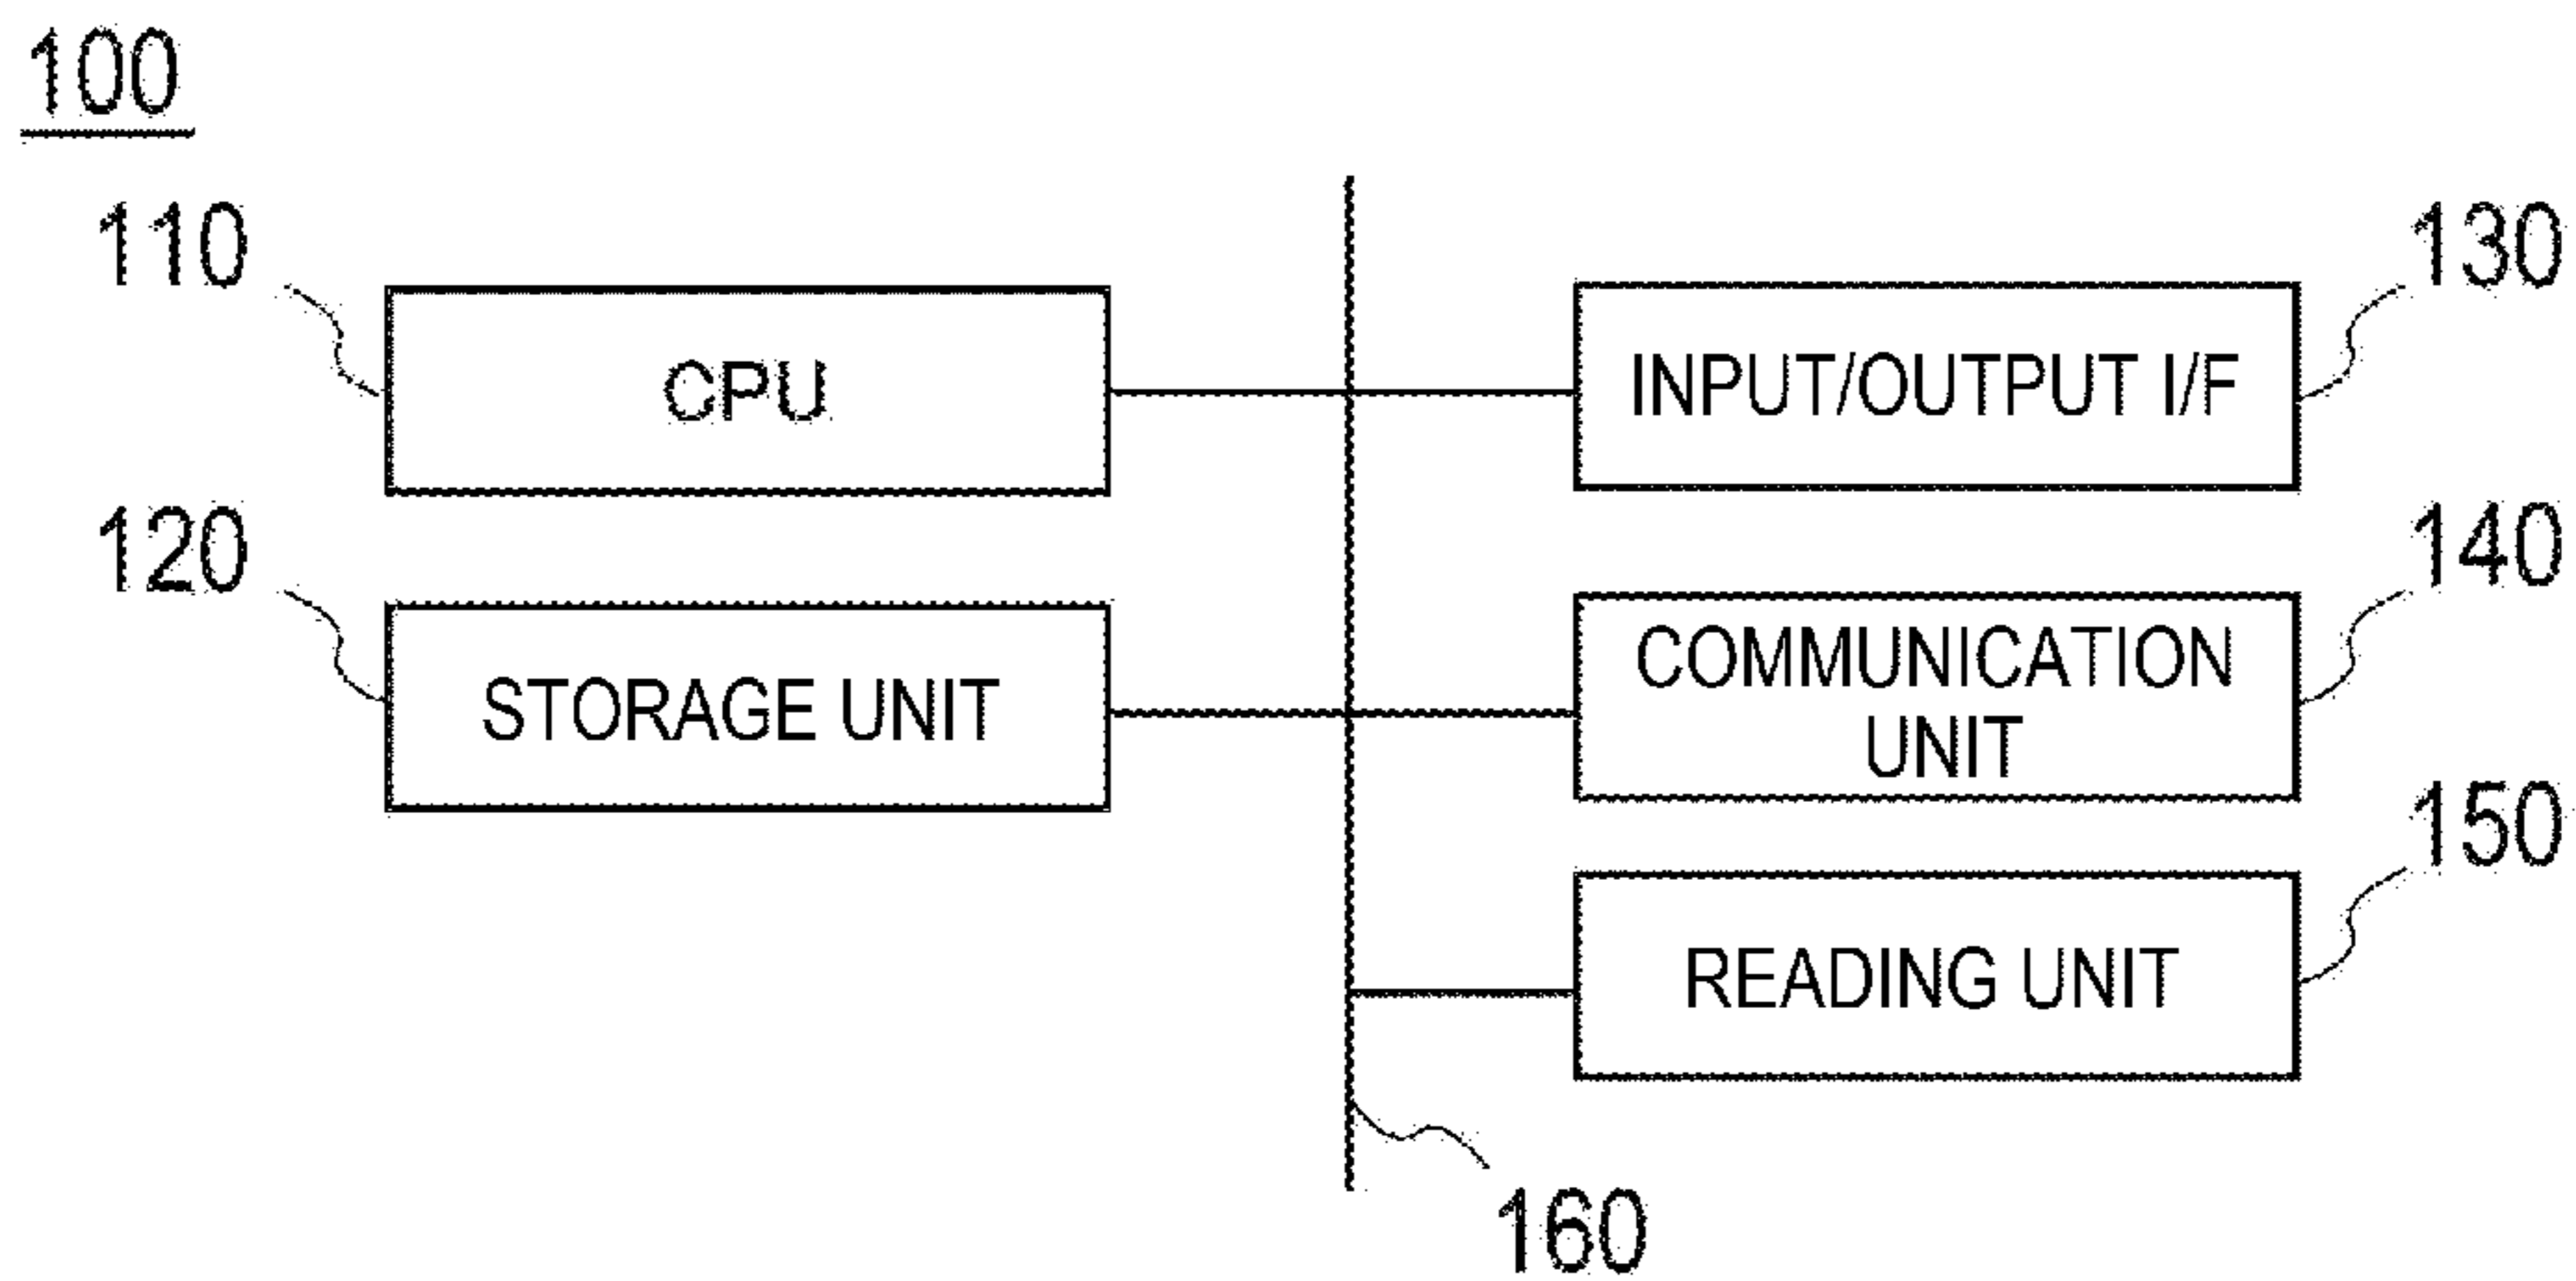 100
110
CPU
130
INPUT/OUTPUT I/F
120
STORAGE UNIT
140
COMMUNICATION
UNIT
150
READING UNIT
160